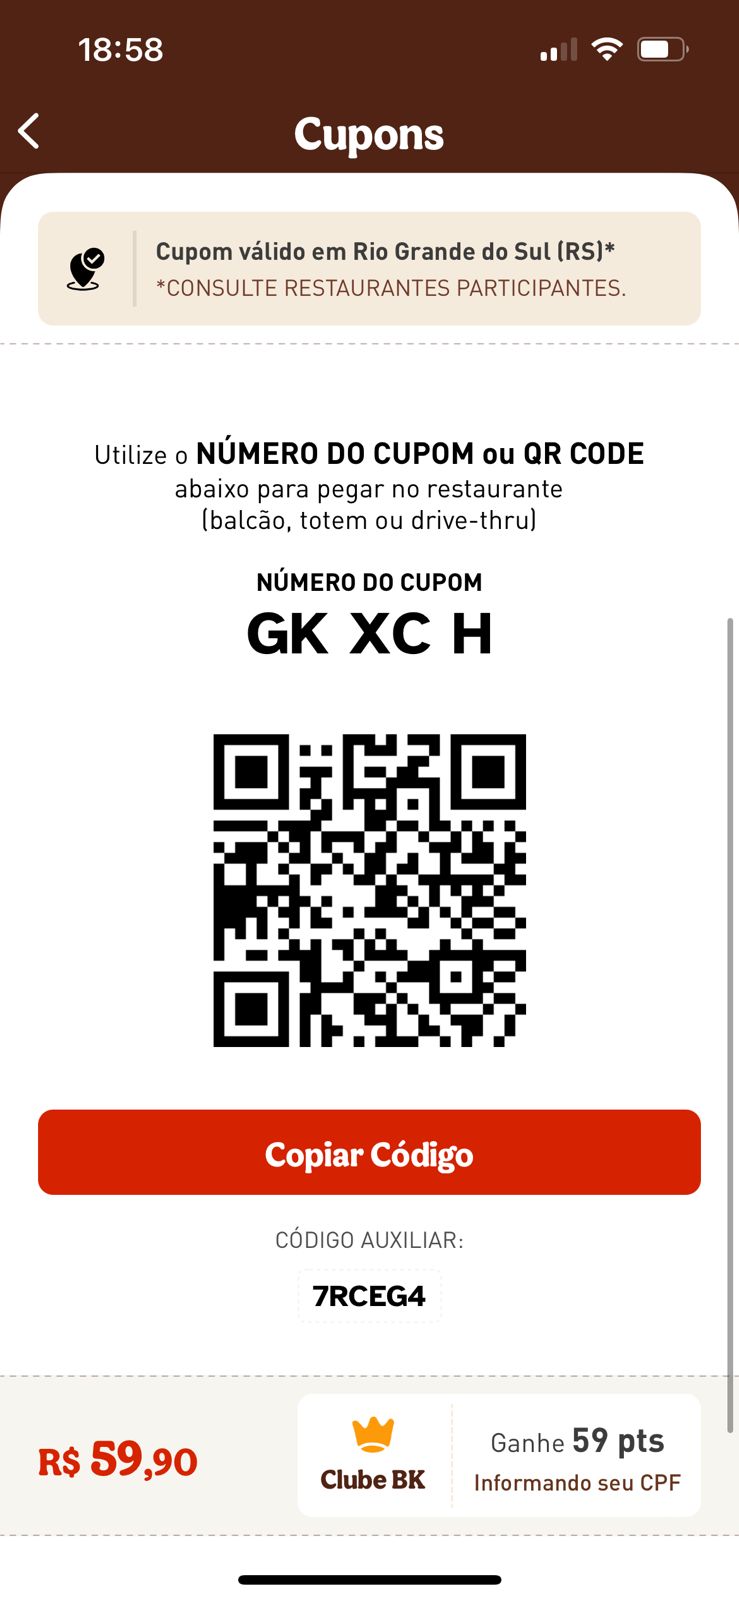 18:58
Cupons
Cupom válido em Rio Grande do Sul (RS)*
*CONSULTE RESTAURANTES PARTICIPANTES.
Utilize o NÚMERO DO CUPOM ou QR CODE
abaixo para pegar no restaurante
(balcão, totem ou drive-thru)
NÚMERO DO CUPOM
GK XC H
Copiar Código
CÓDIGO AUXILIAR:
7RCEG4
R$ 59,90
Clube BK
Ganhe 59 pts
Informando seu CPF